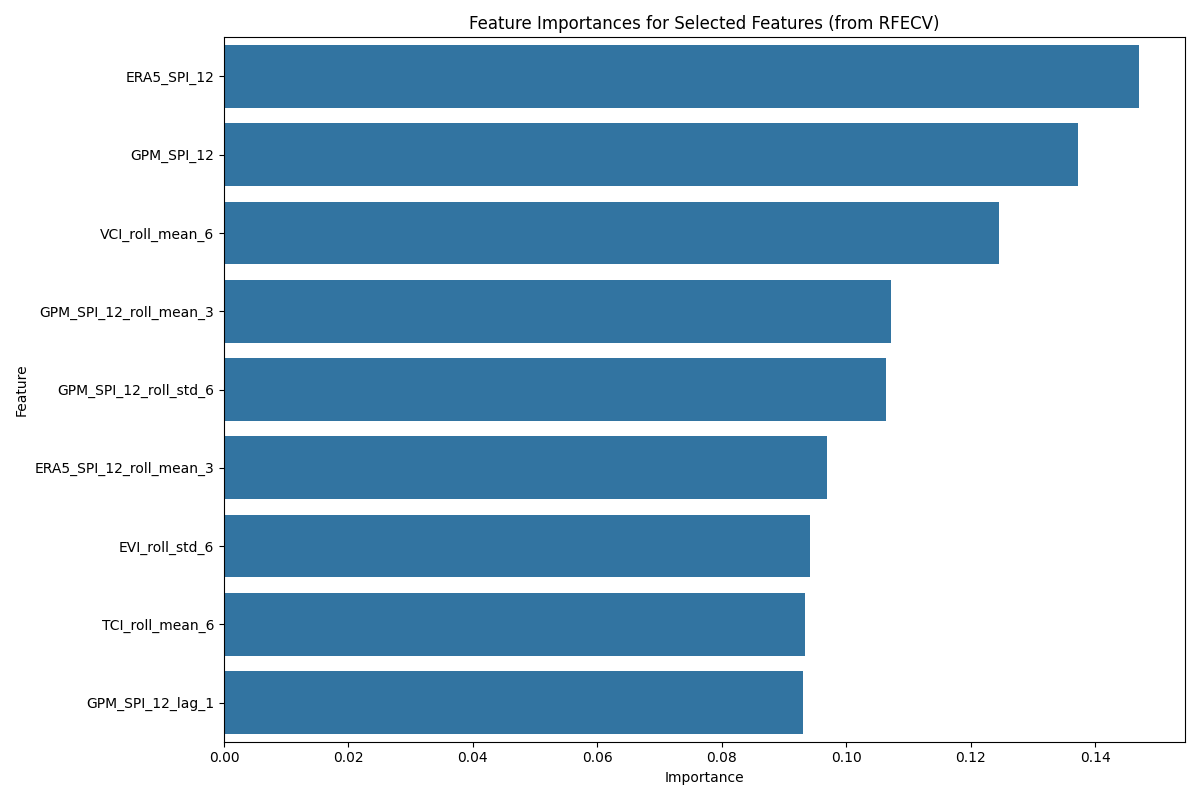 Feature Importances for Selected Features (from RFECV)
ERA5_SPI_12
GPM_SPI_12
VCI_roll_mean_6
GPM_SPI_12_roll_mean_3
GPM_SPI_12_roll_std_6
ERA5_SPI_12_roll_mean_3
EVI_roll_std_6
TCI_roll_mean_6
GPM_SPI_12_lag_1
Feature
0.00 0.02 0.04 0.06 0.08 0.10 0.12 0.14
Importance